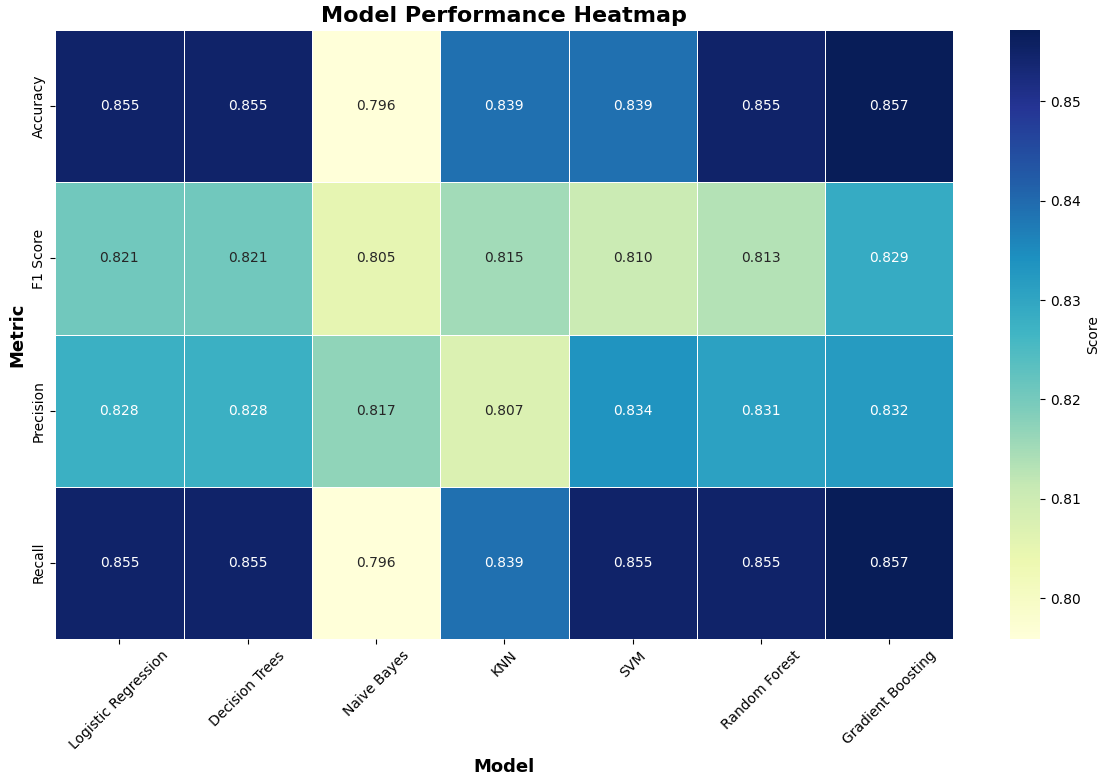 Model Performance Heatmap
Metric
Accuracy
0.855 0.855 0.796 0.839 0.839 0.855 0.857
F1 Score
0.821 0.821 0.805 0.815 0.810 0.813 0.829
Precision
0.828 0.828 0.817 0.807 0.834 0.831 0.832
Recall
0.855 0.855 0.796 0.839 0.855 0.855 0.857
Logistic Regression
Decision Trees
Naive Bayes
KNN
SVM
Random Forest
Gradient Boosting
Model
0.85
0.84
0.83
0.82
0.81
0.80
Score